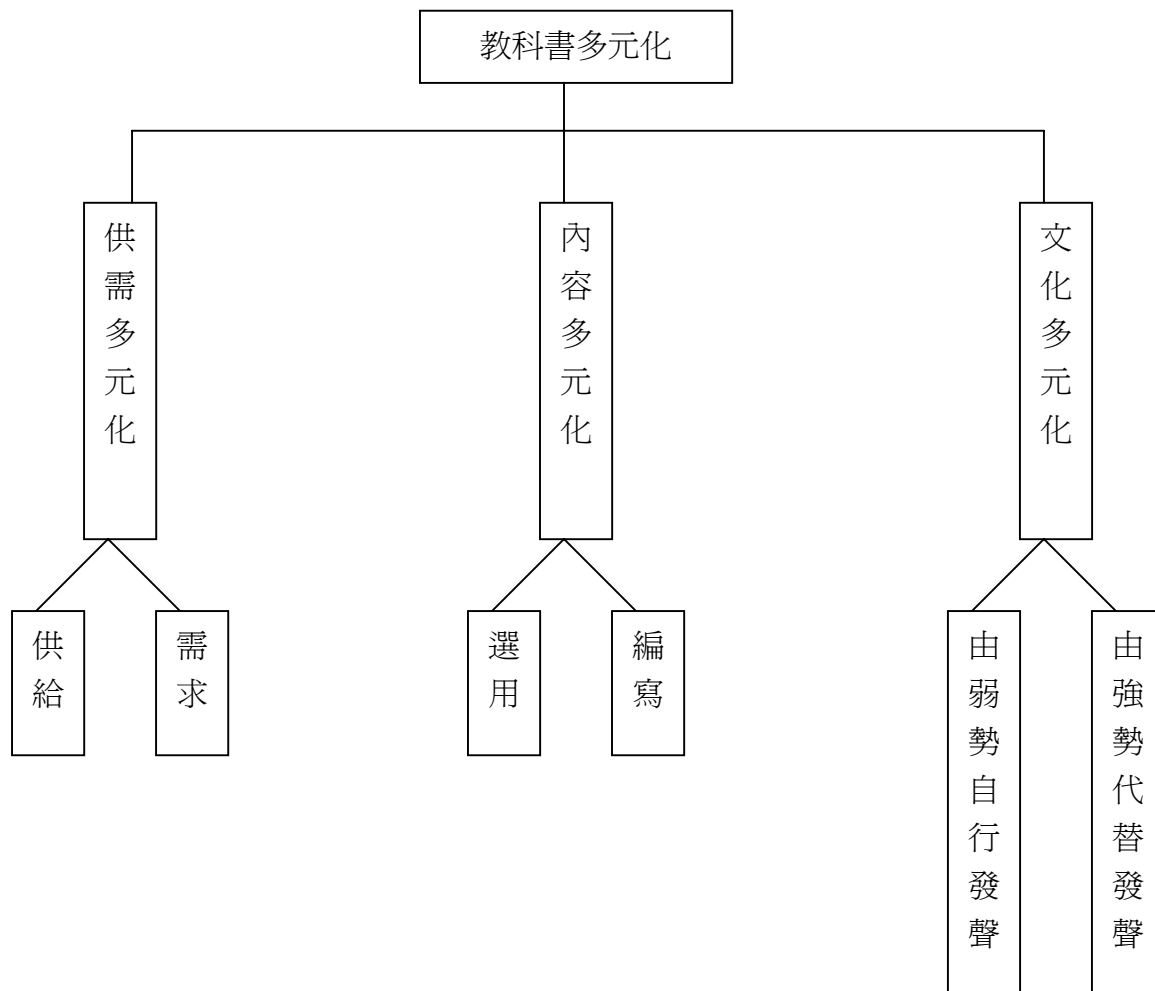 教科書多元化
供需多元化
內容多元化
文化多元化
供給
需求
選用
編寫
由弱勢自行發聲
由強勢代替發聲